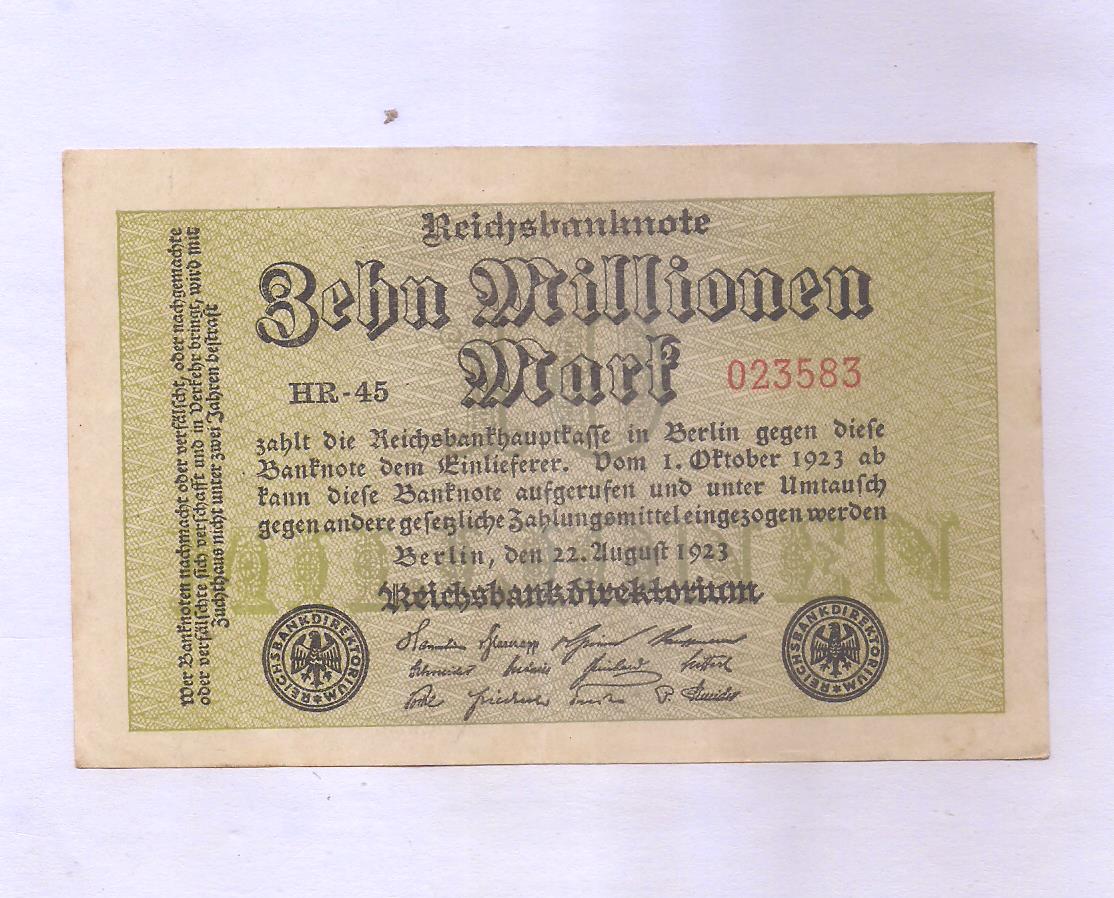 Reichsbanknote
Zehn Millionen
Mark
HR-45
023583
zahlt die Reichsbankhauptkasse in Berlin gegen diese
Banknote dem Einlieferer. Vom 1. Oktober 1923 ab
kann diese Banknote aufgerufen und unter Umtausch
gegen andere gesetzliche Zahlungsmittel eingezogen werden
Berlin, den 22. August 1923
Reichsbankdirektorium
REICHSBANKDIREKTORIUM
REICHSBANKDIREKTORIUM
Wer Banknoten nachmacht oder verfälscht, oder nachgemachte
oder verfälschte sich verschafft und in Verkehr bringt, wird mit
Zuchthaus nicht unter zwei Jahren bestraft